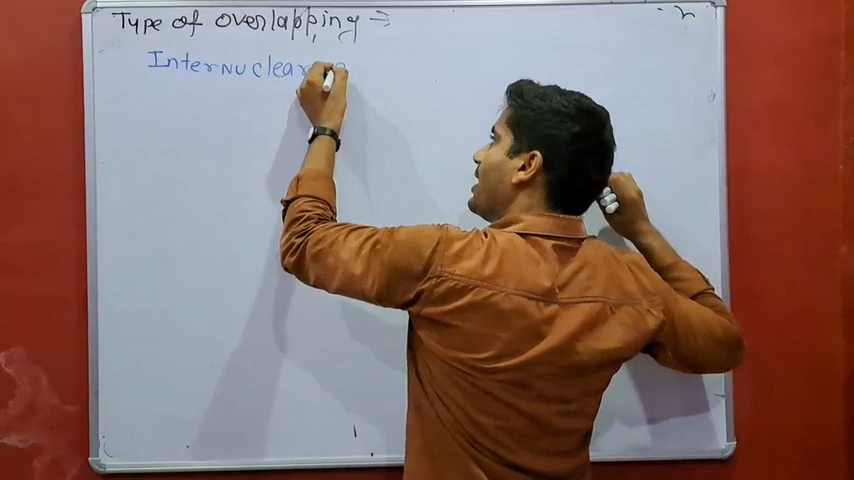 Type of overlapping ⇒
Internuclear